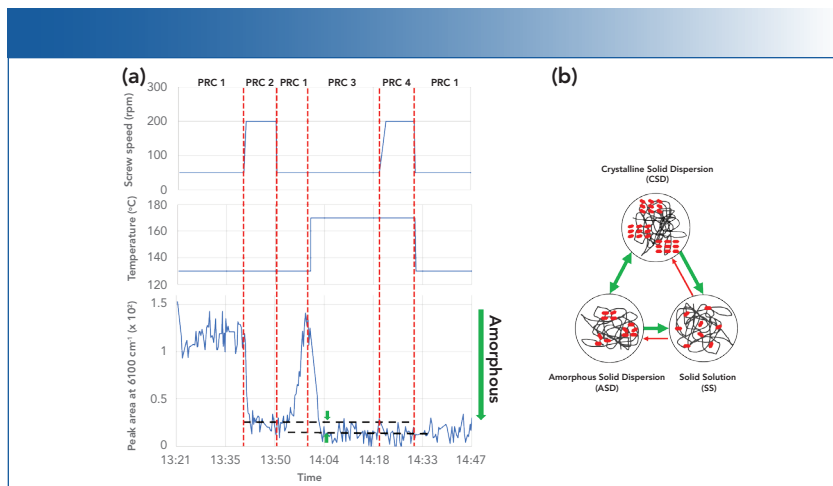 (a)
(b)
PRC 1 PRC 2 PRC 1 PRC 3 PRC 4 PRC 1
Screw speed (rpm)
300
200
100
0
Temperature (°C)
180
160
140
120
Peak area at 6100 cm⁻¹ (x 10²)
1.5
1
0.5
0
13:21 13:35 13:50 14:04 14:18 14:33 14:47
Time
Amorphous
Crystalline Solid Dispersion
(CSD)
Amorphous Solid Dispersion
(ASD)
Solid Solution
(SS)